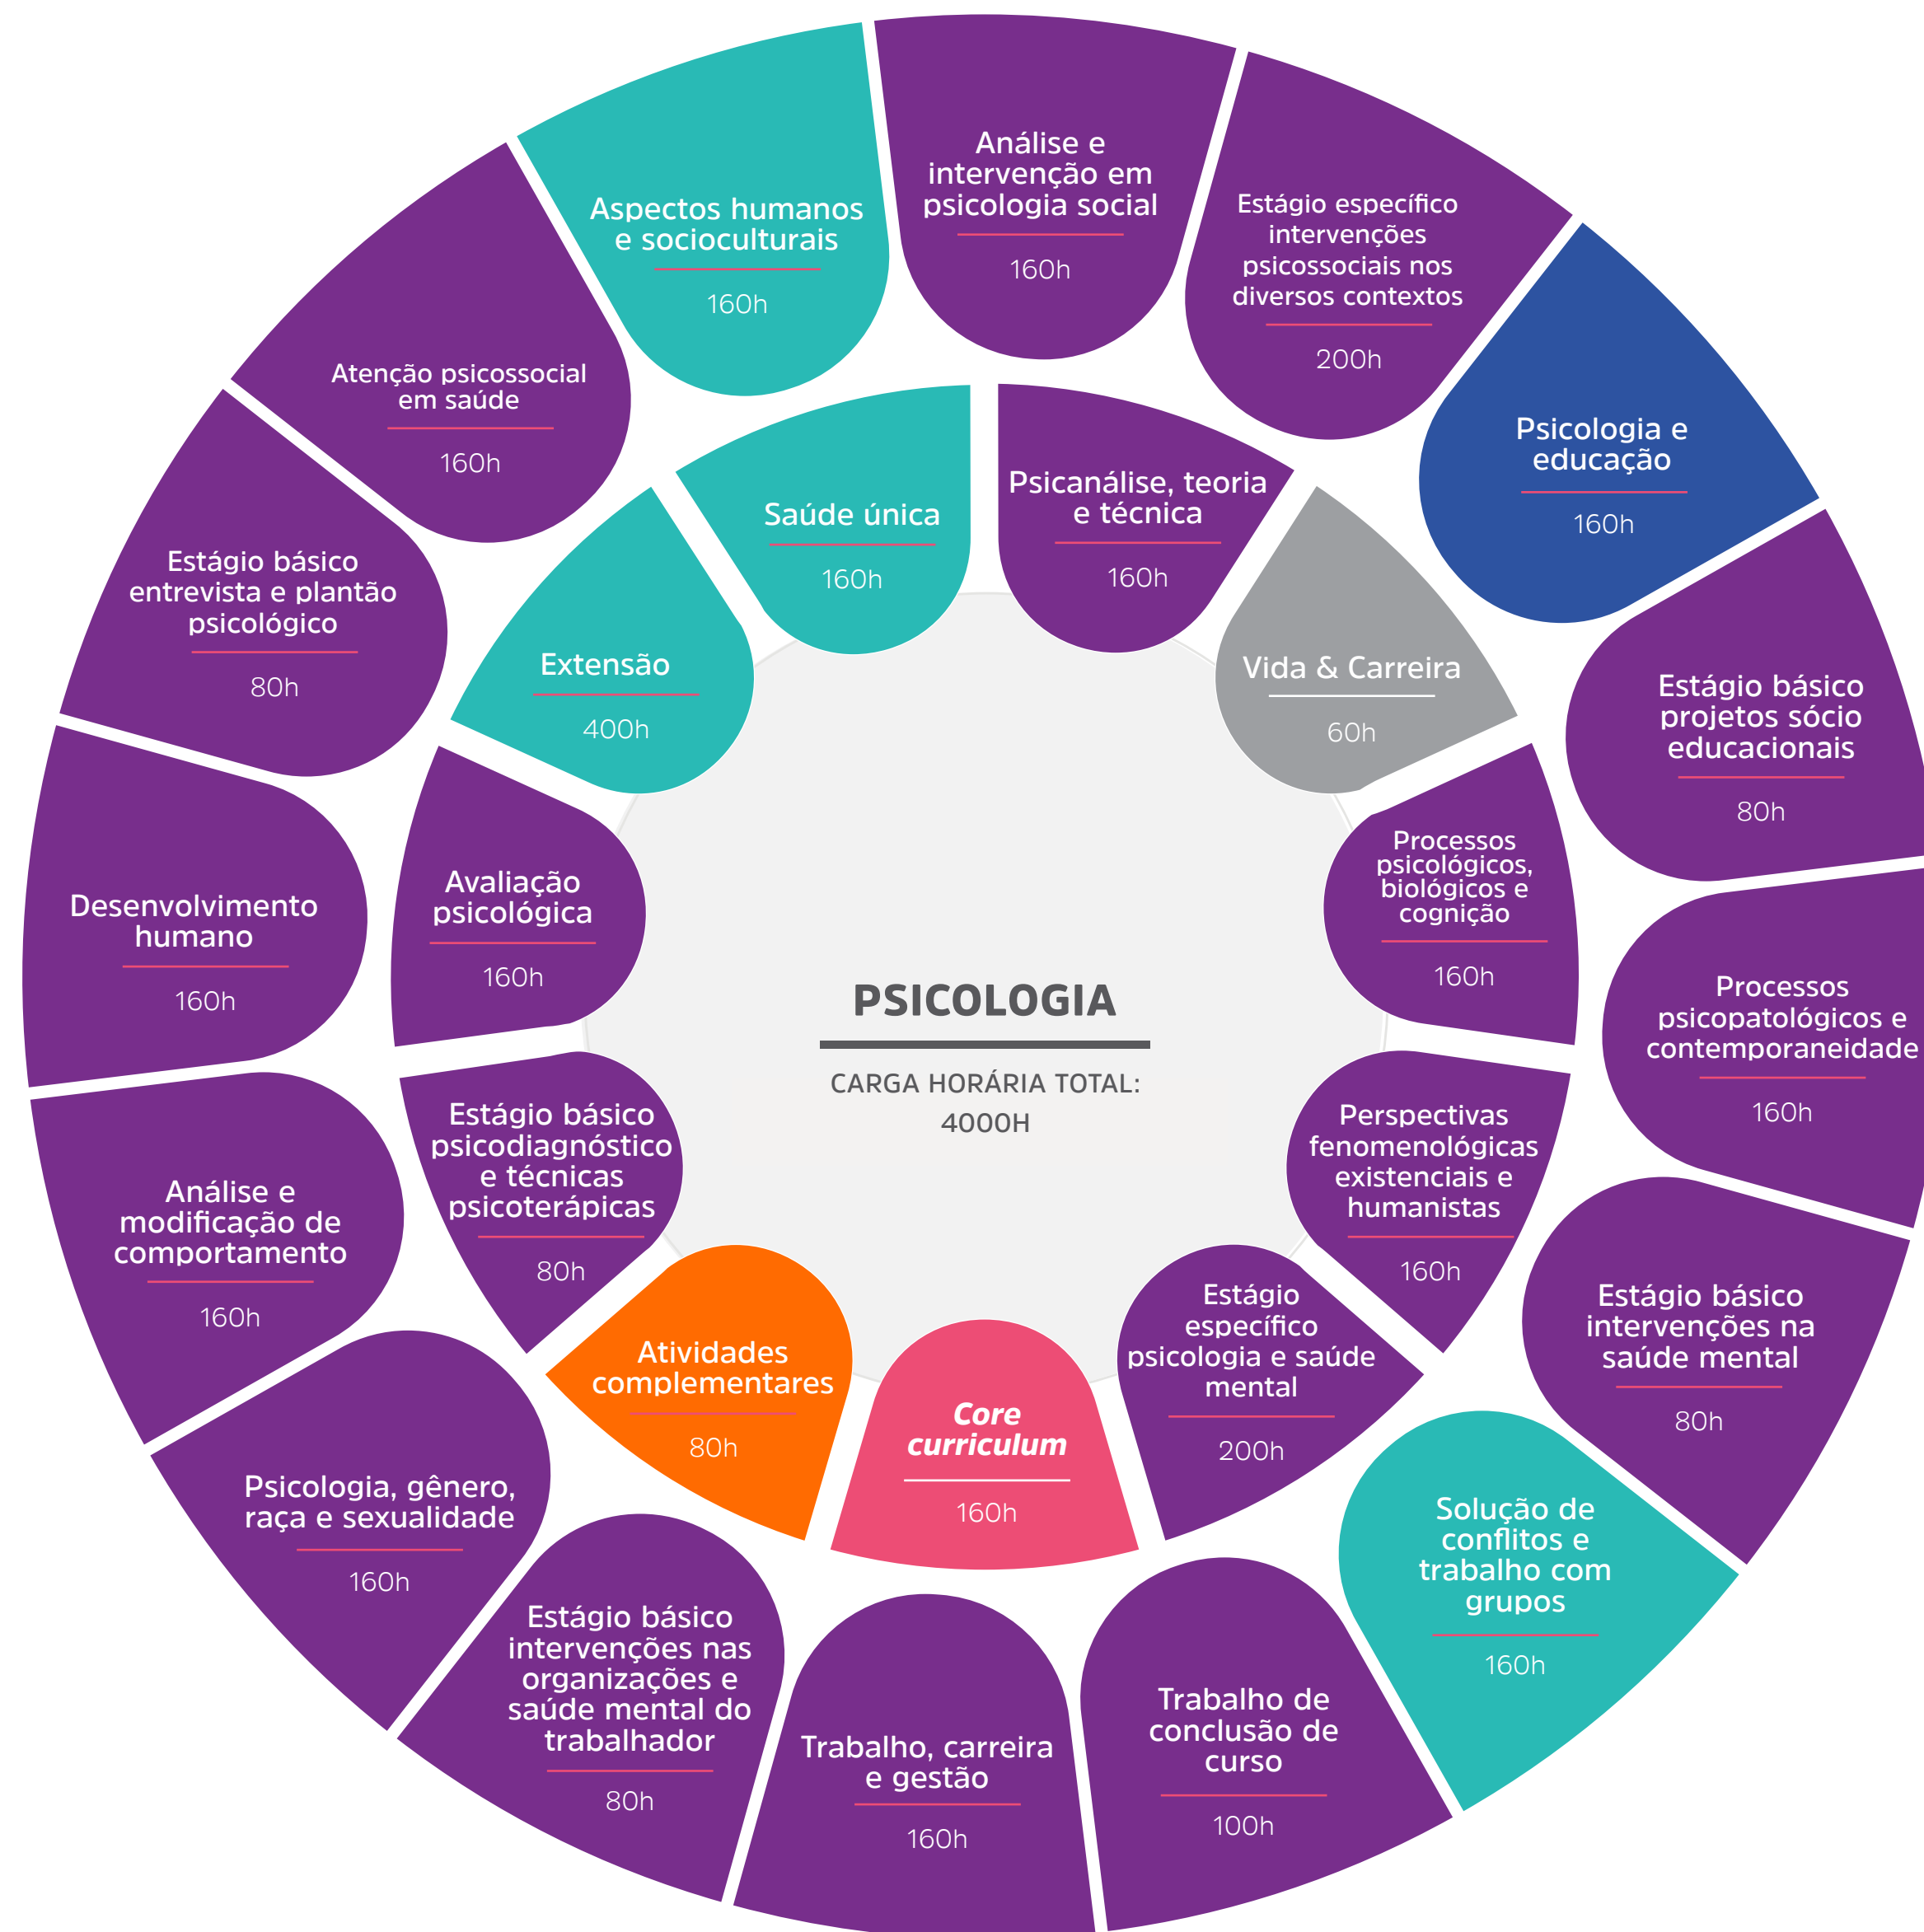 Análise e
intervenção em
psicologia social
160h
Estágio específico
intervenções
psicossociais nos
diversos contextos
200h
Psicologia e
educação
160h
Estágio básico
projetos sócio
educacionais
80h
Processos
psicopatológicos e
contemporaneidade
160h
Estágio básico
intervenções na
saúde mental
80h
Solução de
conflitos e
trabalho com
grupos
160h
Trabalho de
conclusão de
curso
100h
Trabalho, carreira
e gestão
160h
Estágio básico
intervenções nas
organizações e
saúde mental do
trabalhador
80h
Psicologia, gênero,
raça e sexualidade
160h
Análise e
modificação de
comportamento
160h
Desenvolvimento
humano
160h
Estágio básico
entrevista e plantão
psicológico
80h
Atenção psicossocial
em saúde
160h
Aspectos humanos
e socioculturais
160h
Psicanálise, teoria
e técnica
160h
Vida & Carreira
60h
Processos
psicológicos,
biológicos e
cognição
160h
Perspectivas
fenomenológicas
existenciais e
humanistas
160h
Estágio
específico
psicologia e saúde
mental
200h
Core
curriculum
160h
Atividades
complementares
80h
Estágio básico
psicodiagnóstico
e técnicas
psicoterápicas
80h
Avaliação
psicológica
160h
Extensão
400h
Saúde única
160h
PSICOLOGIA
CARGA HORÁRIA TOTAL:
4000H